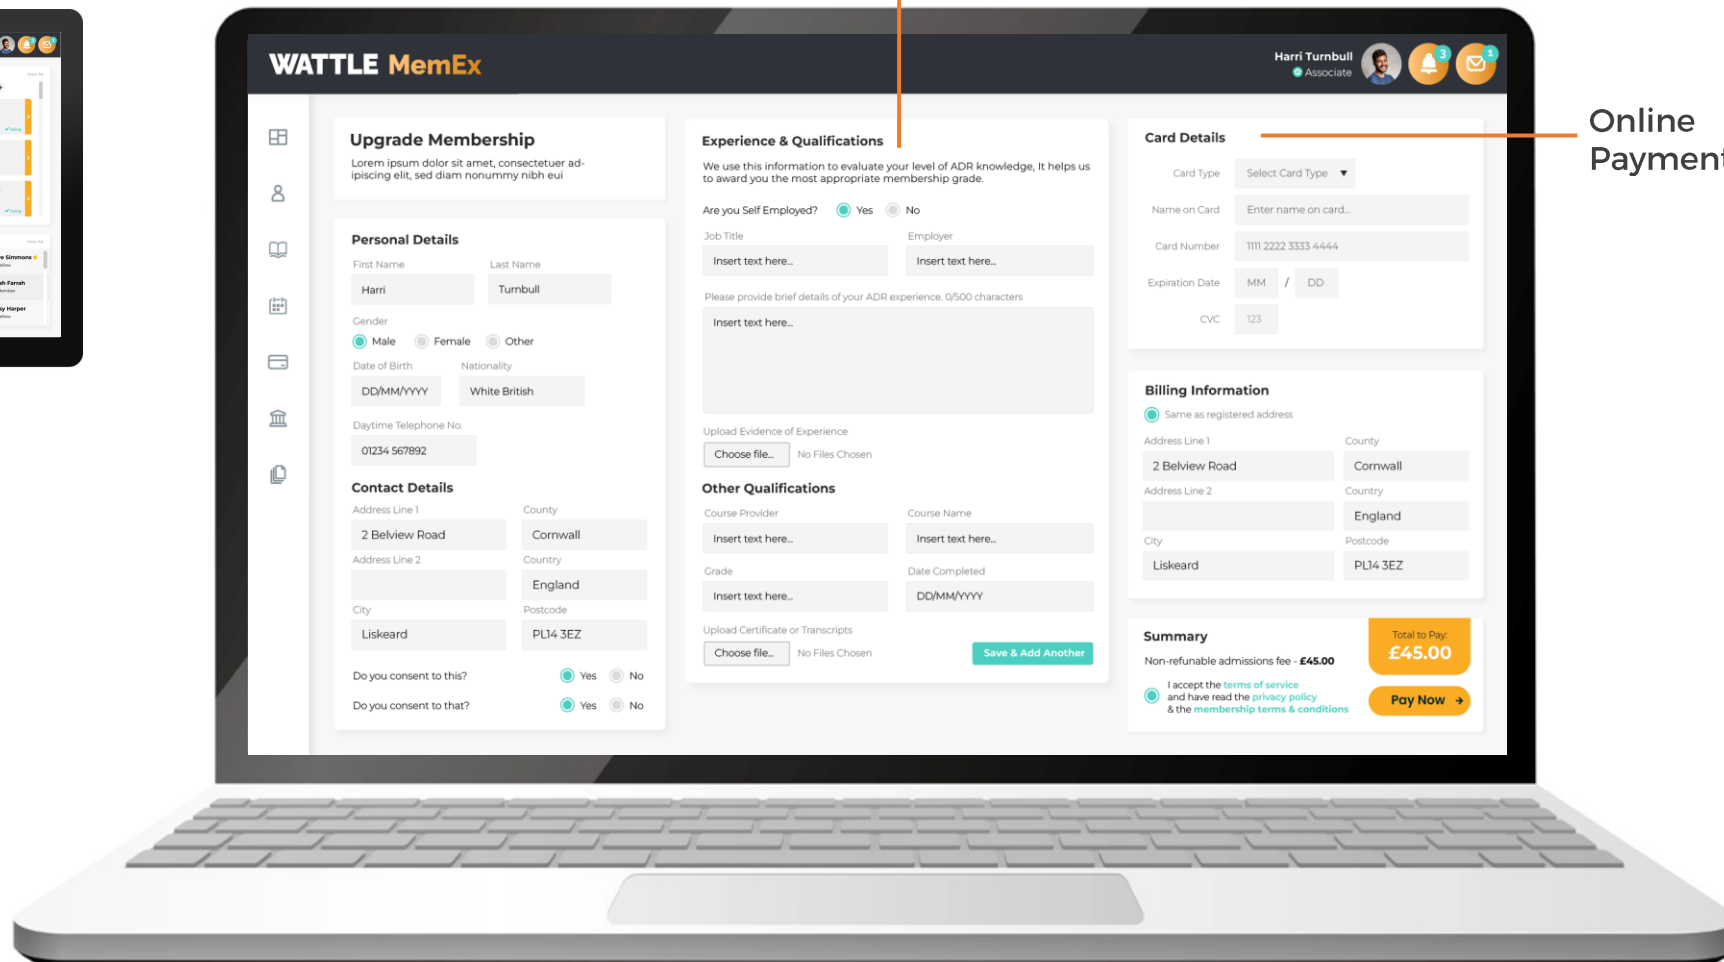 WATTLE MemEx
Harri Turnbull
Associate
3
1
Upgrade Membership
Lorem ipsum dolor sit amet, consectetuer ad-
ipiscing elit, sed diam nonummy nibh eui
Personal Details
First Name Last Name
Harri Turnbull
Gender
Male Female Other
Date of Birth Nationality
DD/MM/YYYY White British
Daytime Telephone No.
01234 567892
Contact Details
Address Line 1 County
2 Belview Road Cornwall
Address Line 2 Country
England
City Postcode
Liskeard PL14 3EZ
Do you consent to this? Yes No
Do you consent to that? Yes No
Experience & Qualifications
We use this information to evaluate your level of ADR knowledge, It helps us
to award you the most appropriate membership grade.
Are you Self Employed? Yes No
Job Title Employer
Insert text here... Insert text here...
Please provide brief details of your ADR experience. 0/500 characters
Insert text here...
Upload Evidence of Experience
Choose file... No Files Chosen
Other Qualifications
Course Provider Course Name
Insert text here... Insert text here...
Grade Date Completed
Insert text here... DD/MM/YYYY
Upload Certificate or Transcripts
Choose file... No Files Chosen
Save & Add Another
Card Details
Card Type Select Card Type
Name on Card Enter name on card...
Card Number 1111 2222 3333 4444
Expiration Date MM / DD
CVC 123
Billing Information
Same as registered address
Address Line 1 County
2 Belview Road Cornwall
Address Line 2 Country
England
City Postcode
Liskeard PL14 3EZ
Summary
Non-refunable admissions fee - £45.00
I accept the terms of service
and have read the privacy policy
& the membership terms & conditions
Total to Pay:
£45.00
Pay Now
Online
Payment
View All
Going
Going
View All
Simmons
Farrah
Harper